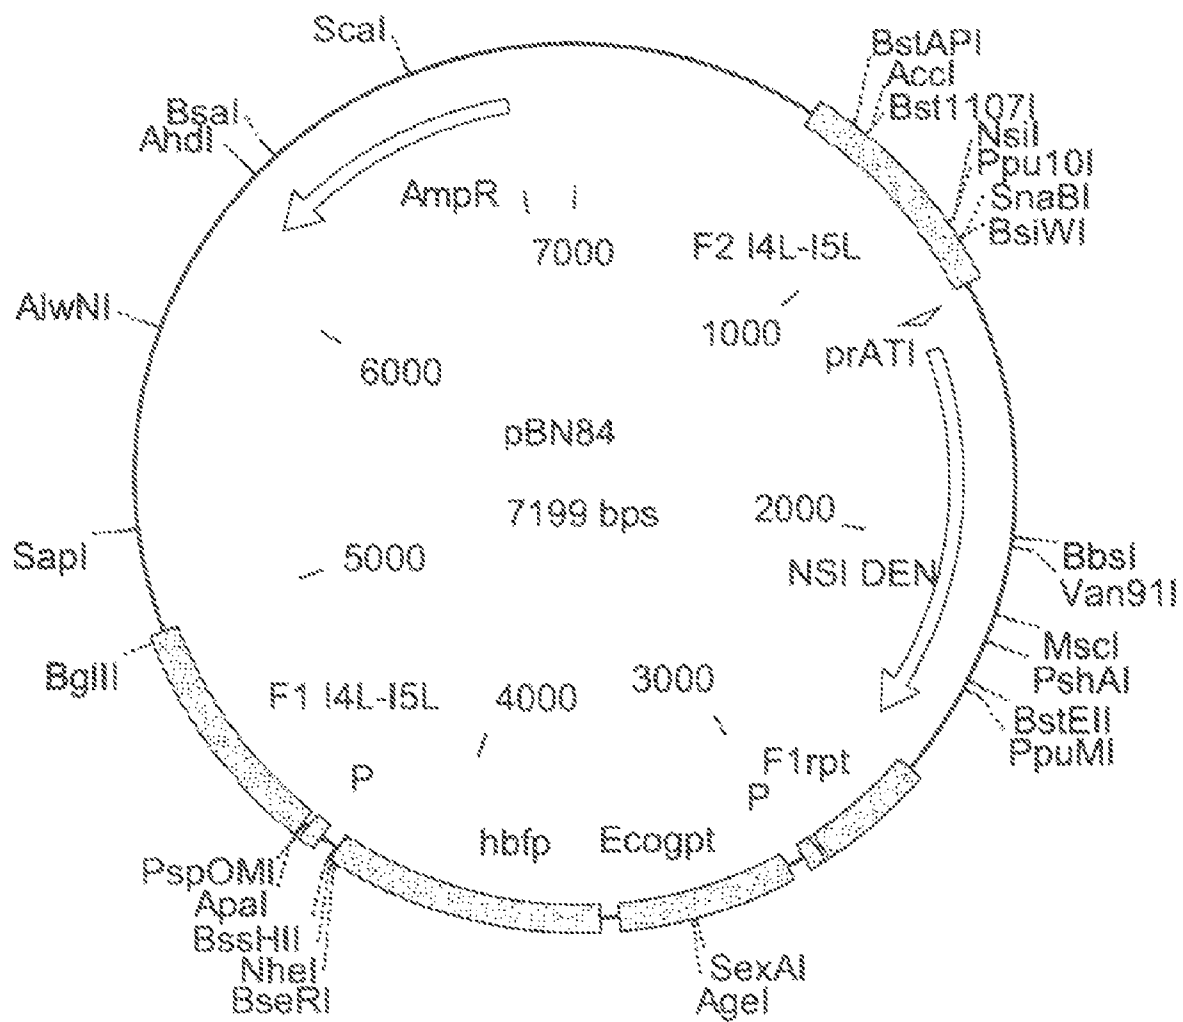 ScaI
BstAPI
AccI
Bst1107I
BsaI
AhdI
NsiI
Ppu10I
AmpR
SnaBI
BsiWI
7000
F2 I4L-I5L
AlwNI
1000
prATI
6000
pBN84
7199 bps
2000
SapI
5000
BbsI
NSI DEN
Van91I
MscI
BglII
F1 I4L-I5L
4000
3000
PshAI
BstEII
PpuMI
F1rpt
P
P
hbfp
Ecogpt
PspOMI
ApaI
BssHII
NheI
BseRI
SexAI
AgeI